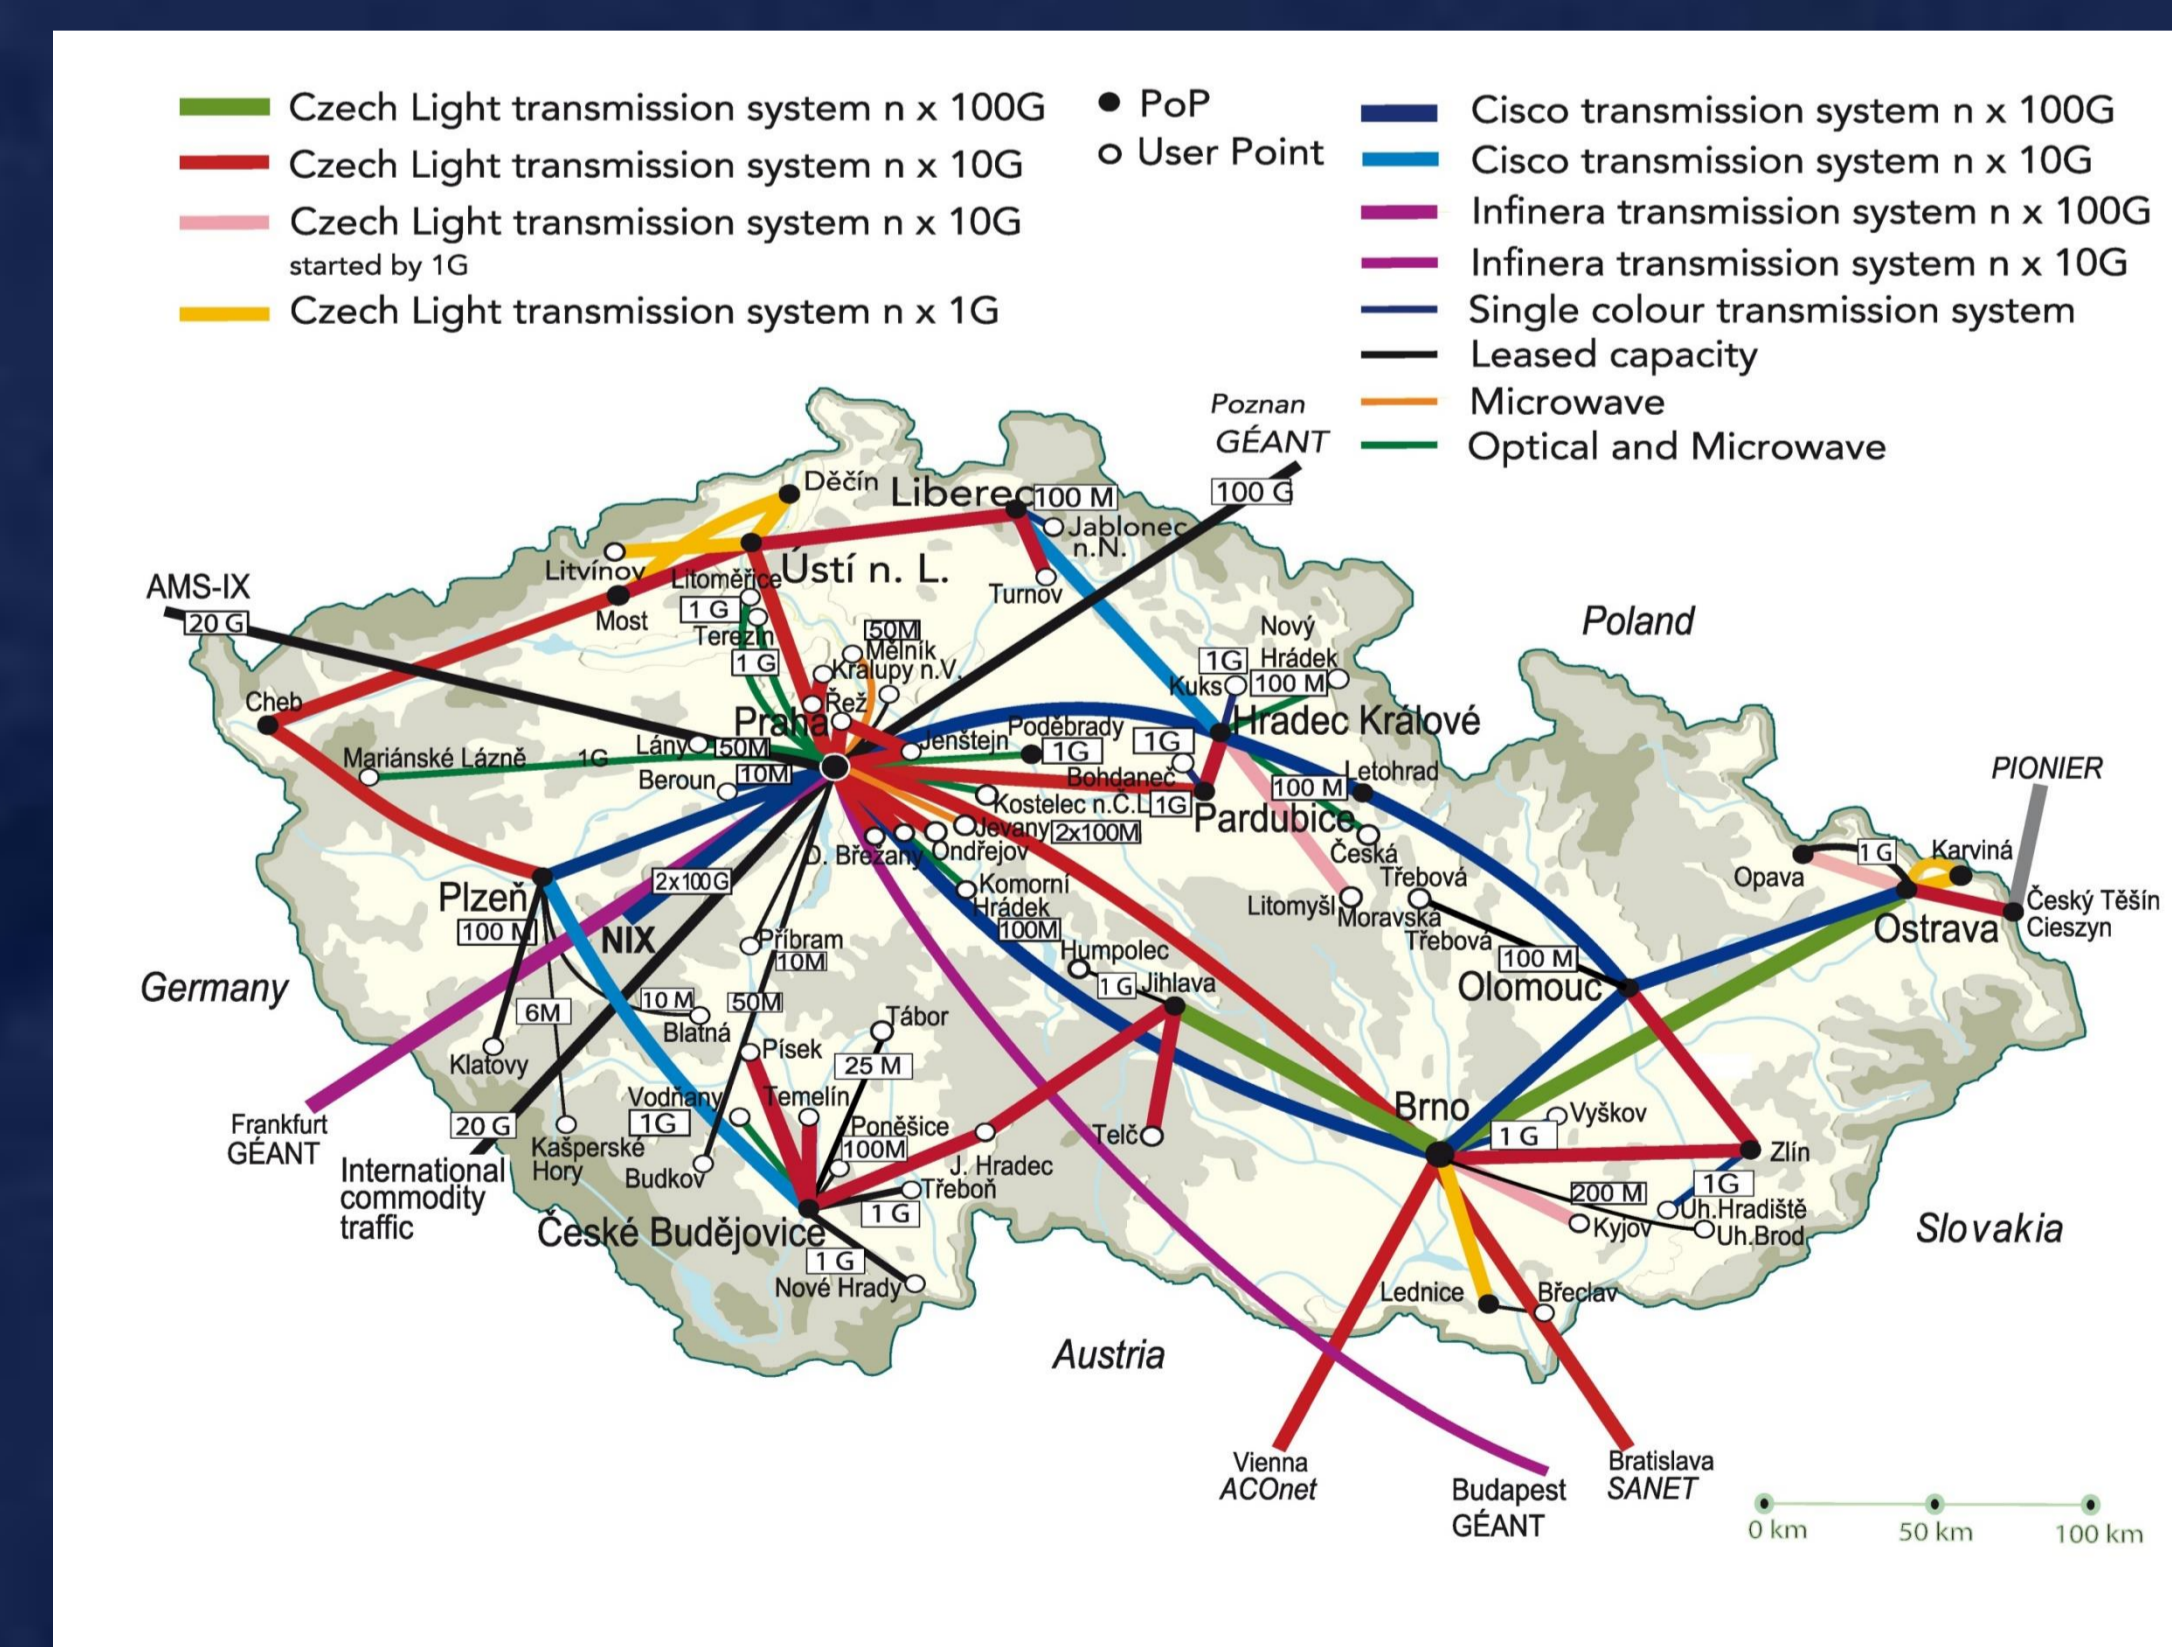 Czech Light transmission system n x 100G
Czech Light transmission system n x 10G
Czech Light transmission system n x 10G
started by 1G
Czech Light transmission system n x 1G
PoP
User Point
Cisco transmission system n x 100G
Cisco transmission system n x 10G
Infinera transmission system n x 100G
Infinera transmission system n x 10G
Single colour transmission system
Leased capacity
Microwave
Optical and Microwave
Poznan
GÉANT
100 G
Děčín
Liberec
100 M
Jablonec
n.N.
Turnov
Litvínov
Ústí n. L.
Litoměřice
Most
1 G
Terezín
1 G
AMS-IX
20 G
50M
Mělník
Kralupy n.V.
Řež
Praha
Poland
Nový
Hrádek
1G
Kuks
100 M
Hradec Králové
Cheb
Mariánské Lázně
1G
Lány
50M
Beroun
10M
Jenštejn
Poděbrady
1G
1G
Bohdaneč
Kostelec n.Č.L
1G
Pardubice
Letohrad
100 M
Jevany
2x100M
D. Břežany
Ondřejov
Komorní
Hrádek
100M
Česká
Třebová
Litomyšl
Moravská
Třebová
100 M
Olomouc
PIONIER
Opava
1 G
Karviná
Ostrava
Český Těšín
Cieszyn
Plzeň
100 M
2x100G
NIX
Příbram
10M
Humpolec
1 G
Jihlava
Germany
6M
10 M
50M
Blatná
Klatovy
Tábor
Písek
25 M
Vodňany
1G
Temelín
Poněšice
100M
Telč
Brno
Vyškov
1 G
Zlín
Frankfurt
GÉANT
20 G
International
commodity
traffic
Kašperské
Hory
Budkov
J. Hradec
Třeboň
1 G
České Budějovice
1 G
Nové Hrady
200 M
1G
Uh.Hradiště
Kyjov
Uh.Brod
Slovakia
Lednice
Břeclav
Austria
Vienna
ACOnet
Budapest
GÉANT
Bratislava
SANET
0 km
50 km
100 km